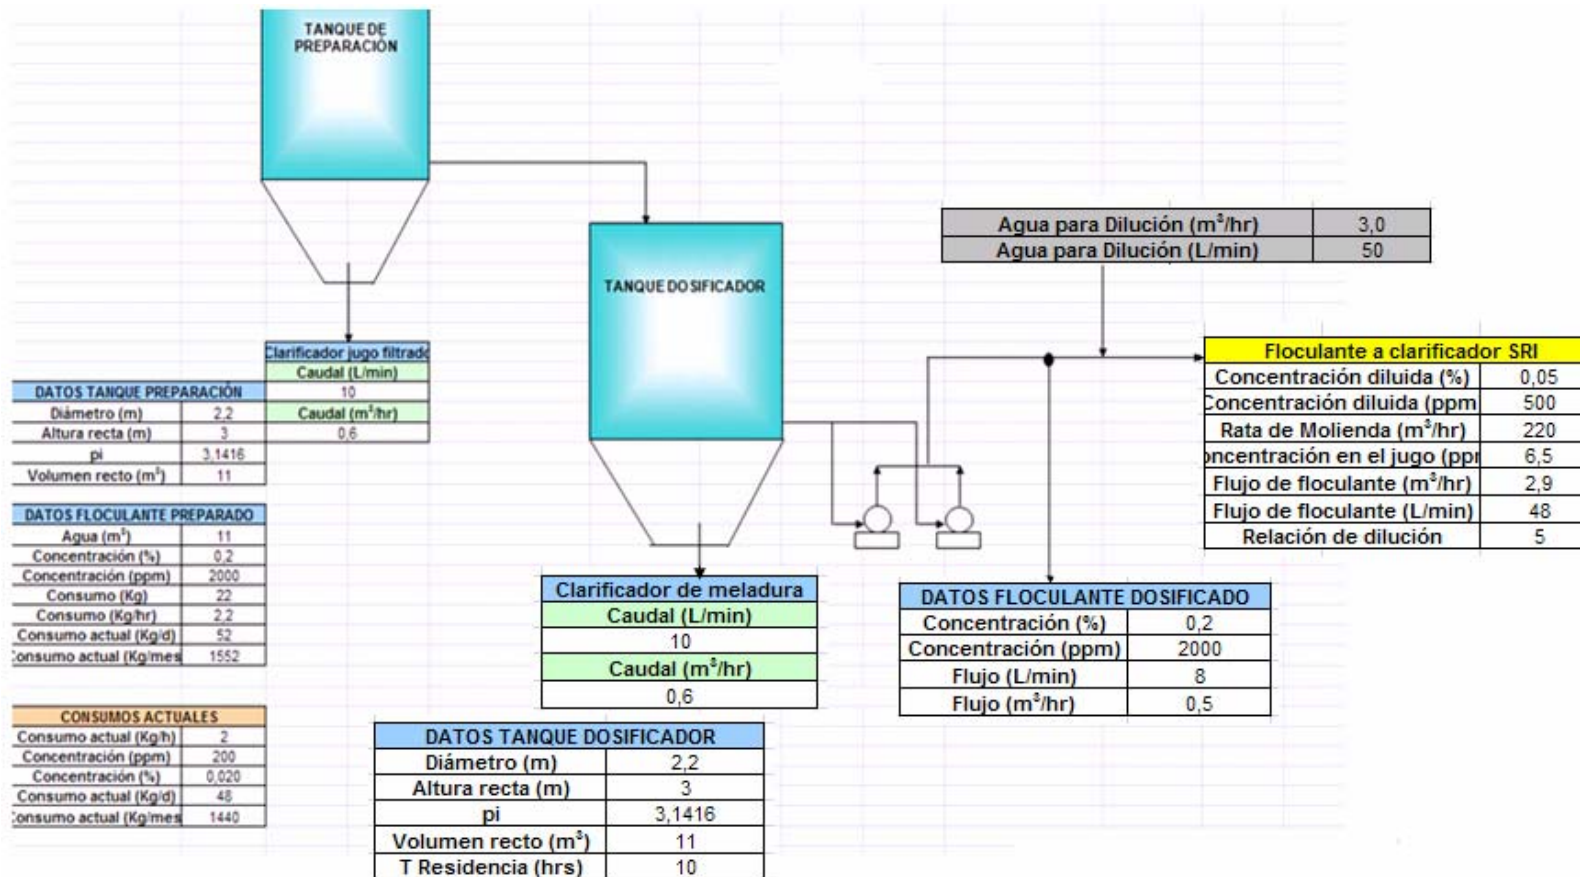 TANQUE DE
PREPARACIÓN
TANQUE DOSIFICADOR
Agua para Dilución (m³/hr) 3,0
Agua para Dilución (L/min) 50
Clarificador jugo filtrado
Caudal (L/min)
10
Caudal (m³/hr)
0,6
DATOS TANQUE PREPARACIÓN
Diámetro (m) 2,2
Altura recta (m) 3
pi 3,1416
Volumen recto (m³) 11
DATOS FLOCULANTE PREPARADO
Agua (m³) 11
Concentración (%) 0,2
Concentración (ppm) 2000
Consumo (Kg) 22
Consumo (Kg/hr) 2,2
Consumo actual (Kg/d) 52
Consumo actual (Kg/mes 1552
CONSUMOS ACTUALES
Consumo actual (Kg/h) 2
Concentración (ppm) 200
Concentración (%) 0,020
Consumo actual (Kg/d) 48
Consumo actual (Kg/mes 1440
Clarificador de meladura
Caudal (L/min)
10
Caudal (m³/hr)
0,6
DATOS TANQUE DOSIFICADOR
Diámetro (m) 2,2
Altura recta (m) 3
pi 3,1416
Volumen recto (m³) 11
T Residencia (hrs) 10
DATOS FLOCULANTE DOSIFICADO
Concentración (%) 0,2
Concentración (ppm) 2000
Flujo (L/min) 8
Flujo (m³/hr) 0,5
Floculante a clarificador SRI
Concentración diluida (%) 0,05
Concentración diluida (ppm 500
Rata de Molienda (m³/hr) 220
oncentración en el jugo (ppr 6,5
Flujo de floculante (m³/hr) 2,9
Flujo de floculante (L/min) 48
Relación de dilución 5